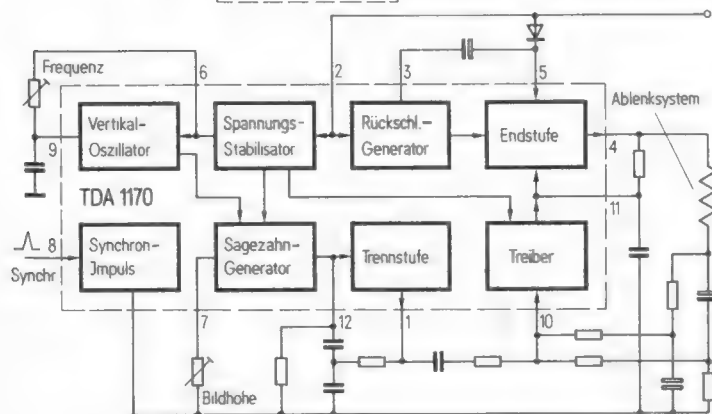 Frequenz
6
2
3
5
Ablenksystem
Vertikal-
Oszillator
Spannungs-
Stabilisator
Rückschl.-
Generator
Endstufe
4
9
TDA 1170
11
8
Synchr
Synchron-
Jmpuls
Sagezahn-
Generator
Trennstufe
Treiber
7
12
1
10
Bildhohe